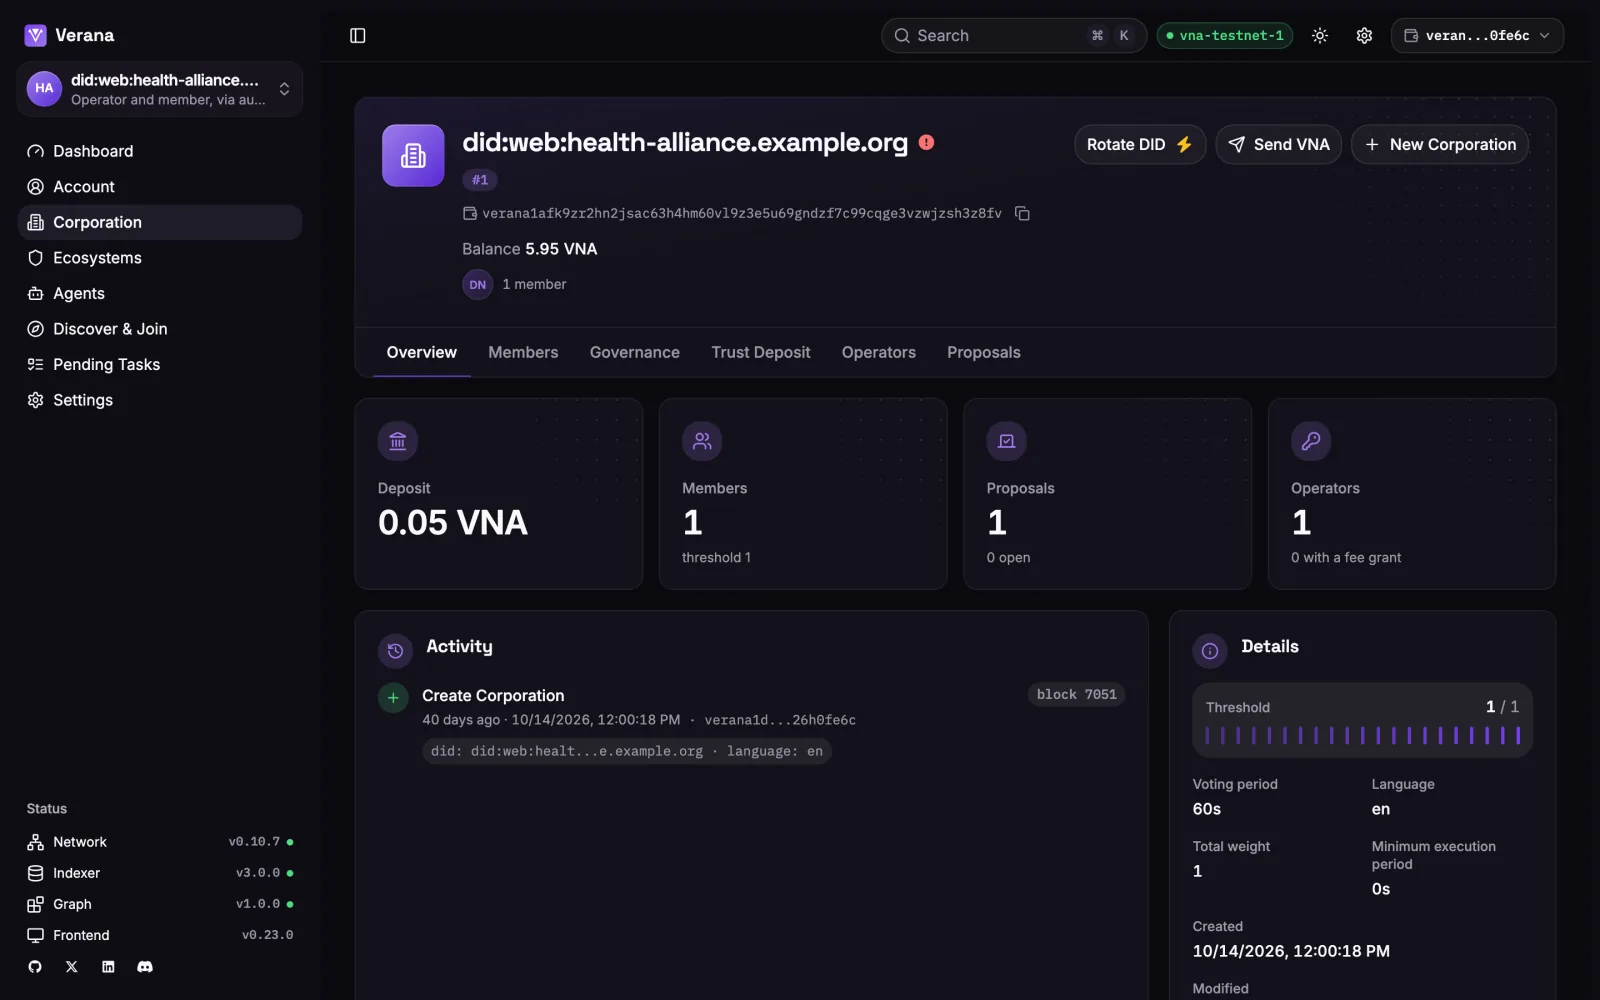 Verana
HA
did:web:health-alliance....
Operator and member, via au...
Dashboard
Account
Corporation
Ecosystems
Agents
Discover & Join
Pending Tasks
Settings
Status
Network v0.10.7
Indexer v3.0.0
Graph v1.0.0
Frontend v0.23.0
Search ⌘ K
vna-testnet-1
veran...0fe6c
did:web:health-alliance.example.org
Rotate DID
Send VNA
New Corporation
#1
verana1afk9zr2hn2jsac63h4hm60vl9z3e5u69gndzf7c99cqge3vzwjzsh3z8fv
Balance 5.95 VNA
DN 1 member
Overview Members Governance Trust Deposit Operators Proposals
Deposit
0.05 VNA
Members
1
threshold 1
Proposals
1
0 open
Operators
1
0 with a fee grant
Activity
Create Corporation
block 7051
40 days ago · 10/14/2026, 12:00:18 PM · verana1d...26h0fe6c
did: did:web:healt...e.example.org · language: en
Details
Threshold 1 / 1
Voting period
60s
Language
en
Total weight
1
Minimum execution period
0s
Created
10/14/2026, 12:00:18 PM
Modified